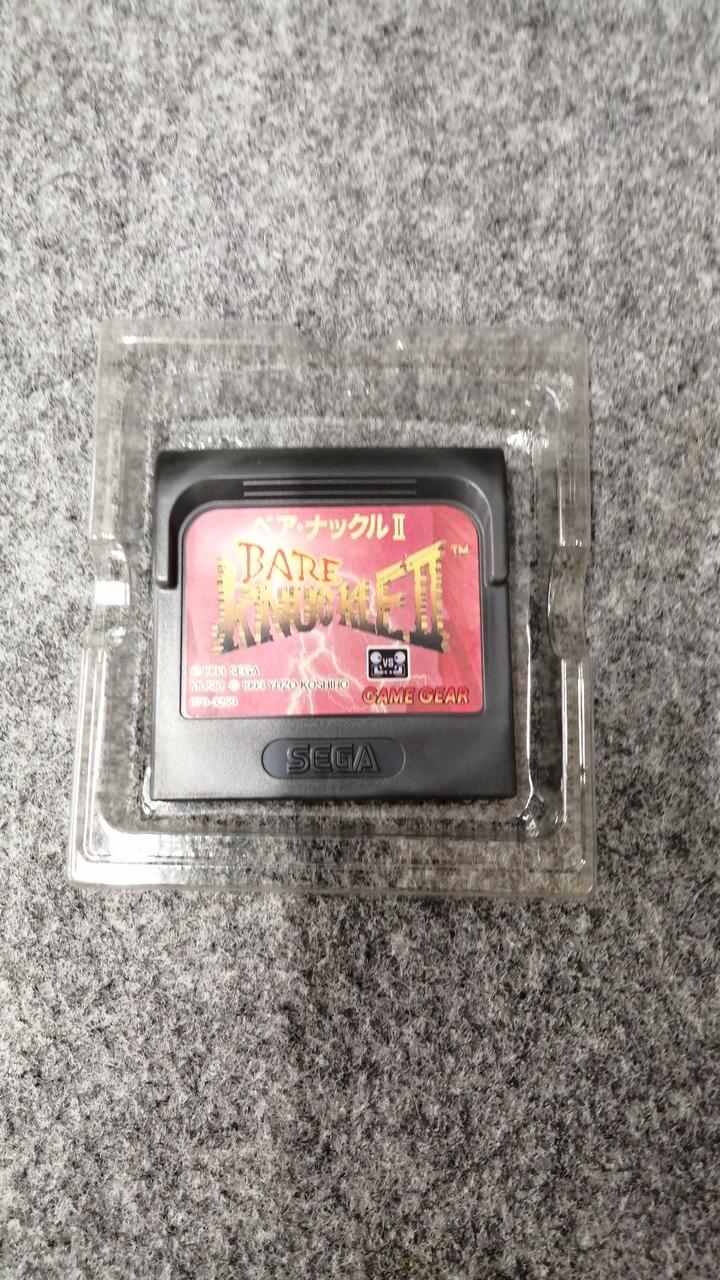 ベア・ナックルⅡ
BARE
KNUCKLE II
TM
VS
© 1993 SEGA
MUSIC © 1993 YUZO KOSHIRO
GAME GEAR
SEGA